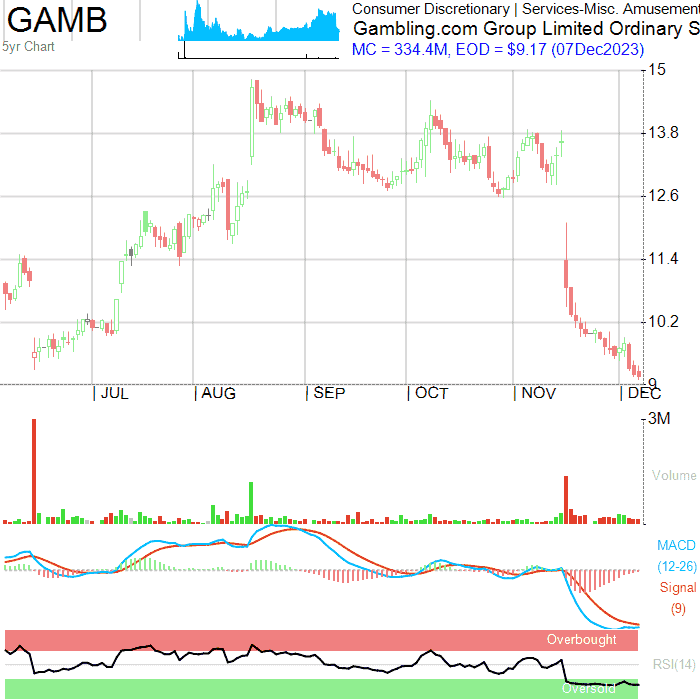 GAMB
5yr Chart
Consumer Discretionary | Services-Misc. Amusement
Gambling.com Group Limited Ordinary S
MC = 334.4M, EOD = $9.17 (07Dec2023)
15
13.8
12.6
11.4
10.2
9
| JUL | AUG | SEP | OCT | NOV | DEC
3M
Volume
MACD
(12-26)
Signal
(9)
Overbought
RSI(14)
Oversold